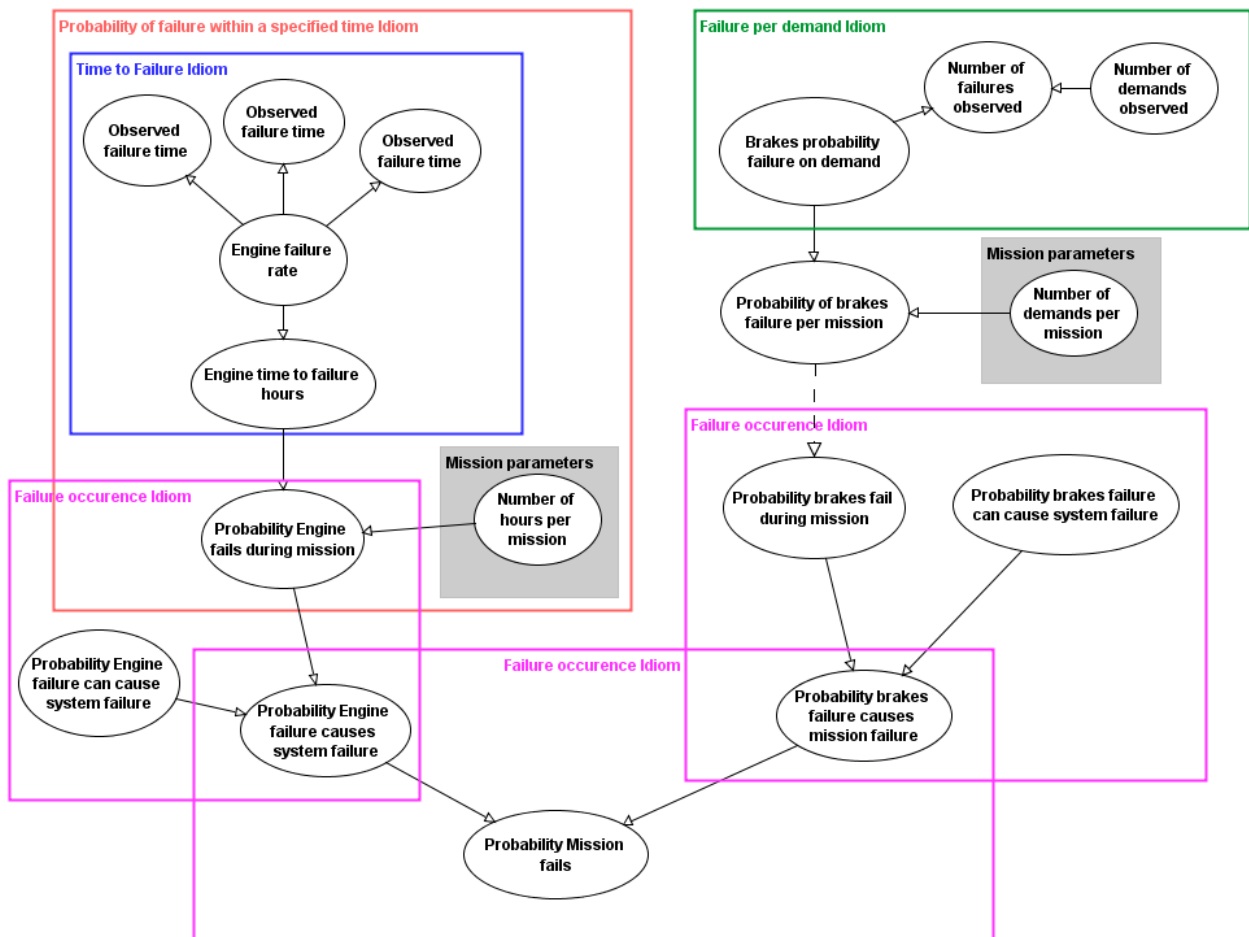 Probability of failure within a specified time Idiom
Time to Failure Idiom
Observed
failure time
Observed
failure time
Observed
failure time
Engine failure
rate
Engine time to failure
hours
Mission parameters
Number of
hours per
mission
Failure occurence Idiom
Probability Engine
fails during mission
Probability Engine
failure can cause
system failure
Probability Engine
failure causes
system failure
Failure per demand Idiom
Number of
failures
observed
Number of
demands
observed
Brakes probability
failure on demand
Mission parameters
Number of
demands per
mission
Probability of brakes
failure per mission
Failure occurence Idiom
Probability brakes fail
during mission
Probability brakes failure
can cause system failure
Failure occurence Idiom
Probability brakes
failure causes
mission failure
Probability Mission
fails